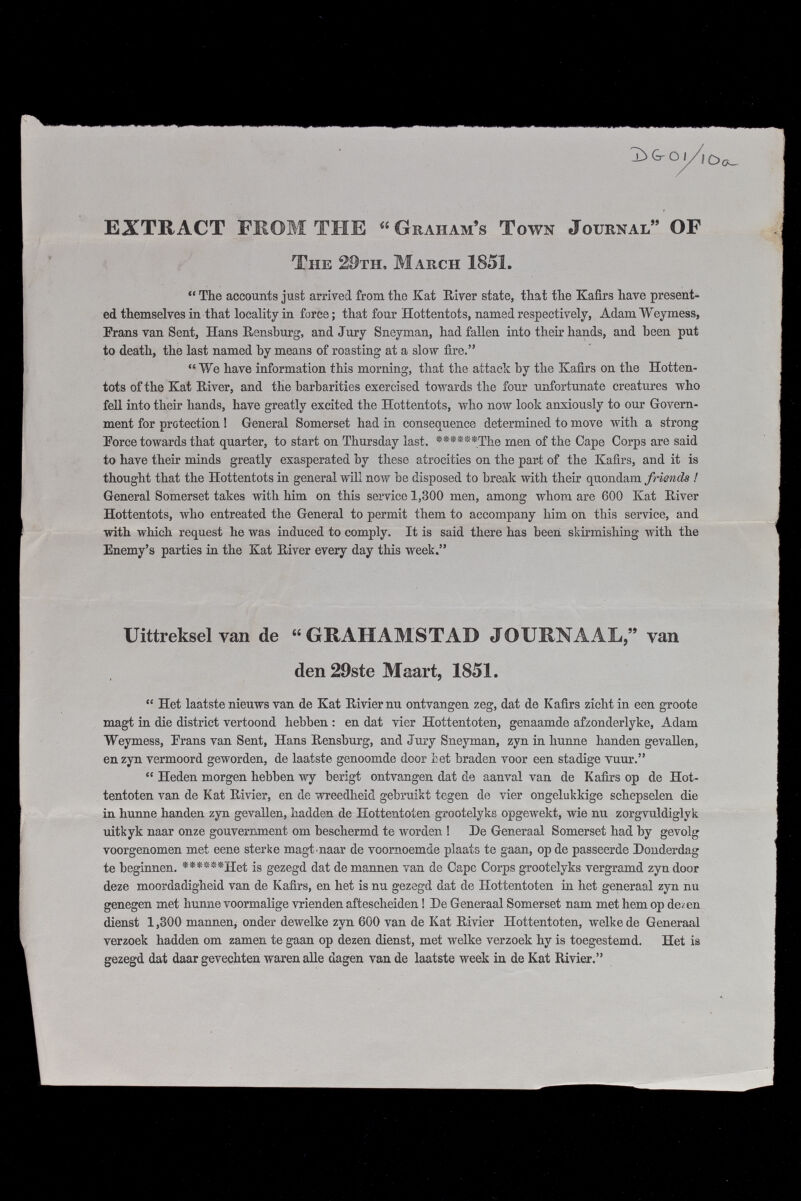 DG01/10a
EXTRACT FROM THE “GRAHAM’S TOWN JOURNAL” OF
THE 29TH, MARCH 1851.
“ The accounts just arrived from the Kat River state, that the Kafirs have present-
ed themselves in that locality in force; that four Hottentots, named respectively, Adam Weymess,
Frans van Sent, Hans Rensburg, and Jury Sneyman, had fallen into their hands, and been put
to death, the last named by means of roasting at a slow fire.”
“ We have information this morning, that the attack by the Kafirs on the Hotten-
tots of the Kat River, and the barbarities exercised towards the four unfortunate creatures who
fell into their hands, have greatly excited the Hottentots, who now look anxiously to our Govern-
ment for protection ! General Somerset had in consequence determined to move with a strong
Force towards that quarter, to start on Thursday last. ******The men of the Cape Corps are said
to have their minds greatly exasperated by these atrocities on the part of the Kafirs, and it is
thought that the Hottentots in general will now be disposed to break with their quondam friends !
General Somerset takes with him on this service 1,300 men, among whom are 600 Kat River
Hottentots, who entreated the General to permit them to accompany him on this service, and
with which request he was induced to comply. It is said there has been skirmishing with the
Enemy’s parties in the Kat River every day this week.”
Uittreksel van de “ GRAHAMSTAD JOURNAAL,” van
den 29ste Maart, 1851.
“ Het laatste nieuws van de Kat Rivier nu ontvangen zeg, dat de Kafirs zicht in een groote
magt in die district vertoond hebben : en dat vier Hottentoten, genaamde afzonderlyke, Adam
Weymess, Frans van Sent, Hans Rensburg, and Jury Sneyman, zyn in hunne handen gevallen,
en zyn vermoord geworden, de laatste genoomde door het braden voor een stadige vuur.”
“ Heden morgen hebben wy berigt ontvangen dat de aanval van de Kafirs op de Hot-
tentoten van de Kat Rivier, en de wreedheid gebruikt tegen de vier ongelukkige schepselen die
in hunne handen zyn gevallen, hadden de Hottentoten grootelyks opgewekt, wie nu zorgvuldiglyk
uitkyk naar onze gouvernment om beschermd te worden ! De Generaal Somerset had by gevolg
voorgenomen met eene sterke magt naar de voornoemde plaats te gaan, op de passeerde Donderdag
te beginnen. ******Het is gezegd dat de mannen van de Cape Corps grootelyks vergramd zyn door
deze moordadigheid van de Kafirs, en het is nu gezegd dat de Hottentoten in het generaal zyn nu
genegen met hunne voormalige vrienden aftescheiden ! De Generaal Somerset nam met hem op dezen
dienst 1,300 mannen, onder dewelke zyn 600 van de Kat Rivier Hottentoten, welke de Generaal
verzoek hadden om zamen te gaan op dezen dienst, met welke verzoek hy is toegestemd. Het is
gezegd dat daar gevechten waren alle dagen van de laatste week in de Kat Rivier.”